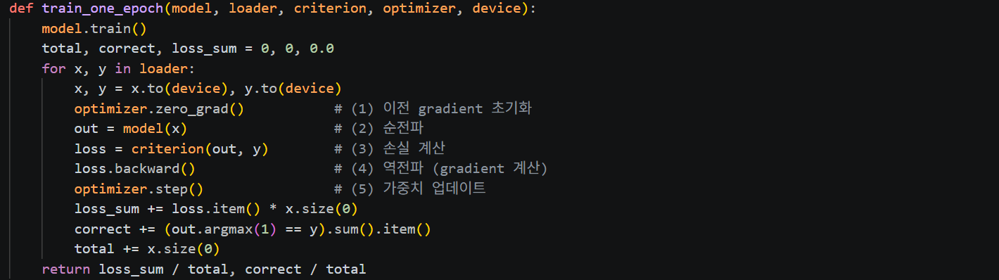 def train_one_epoch(model, loader, criterion, optimizer, device):
    model.train()
    total, correct, loss_sum = 0, 0, 0.0
    for x, y in loader:
        x, y = x.to(device), y.to(device)
        optimizer.zero_grad()           # (1) 이전 gradient 초기화
        out = model(x)                  # (2) 순전파
        loss = criterion(out, y)        # (3) 손실 계산
        loss.backward()                 # (4) 역전파 (gradient 계산)
        optimizer.step()                # (5) 가중치 업데이트
        loss_sum += loss.item() * x.size(0)
        correct += (out.argmax(1) == y).sum().item()
        total += x.size(0)
    return loss_sum / total, correct / total